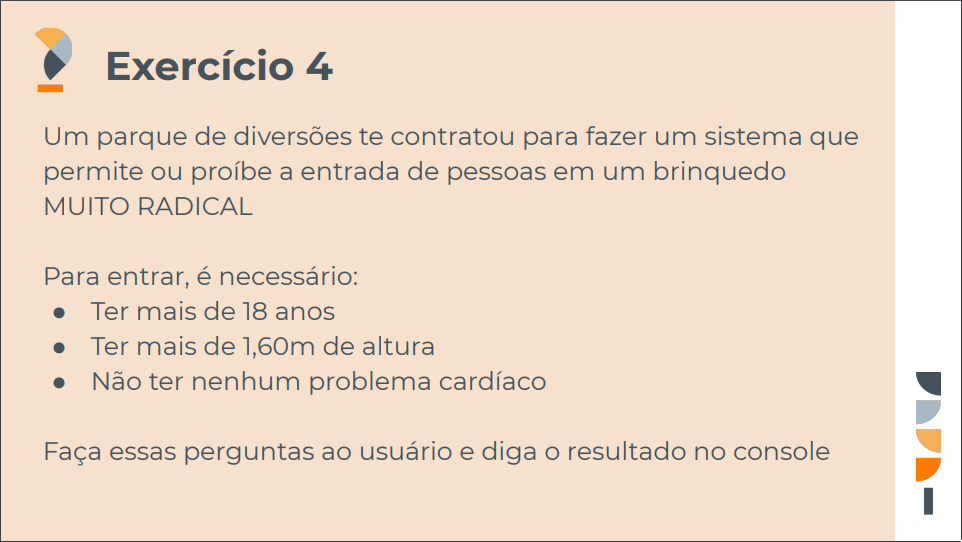 Exercício 4
Um parque de diversões te contratou para fazer um sistema que
permite ou proíbe a entrada de pessoas em um brinquedo
MUITO RADICAL
Para entrar, é necessário:
● Ter mais de 18 anos
● Ter mais de 1,60m de altura
● Não ter nenhum problema cardíaco
Faça essas perguntas ao usuário e diga o resultado no console